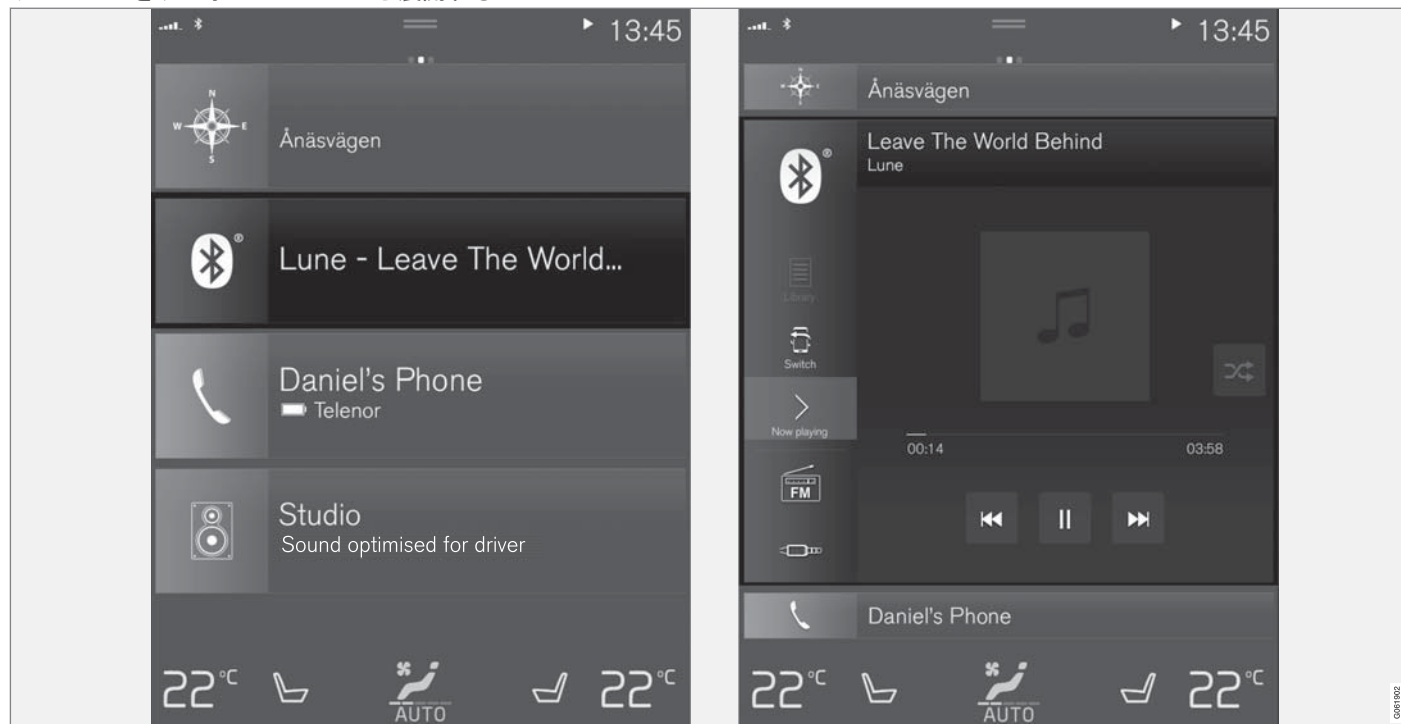 13:45
N
W E
S
Ånäsvägen
®
Lune - Leave The World...
Daniel's Phone
Telenor
Studio
Sound optimised for driver
22°C
AUTO
22°C
13:45
Ånäsvägen
®
Leave The World Behind
Lune
Library
Switch
Now playing
00:14 03:58
FM
Daniel's Phone
22°C
AUTO
22°C
G061902